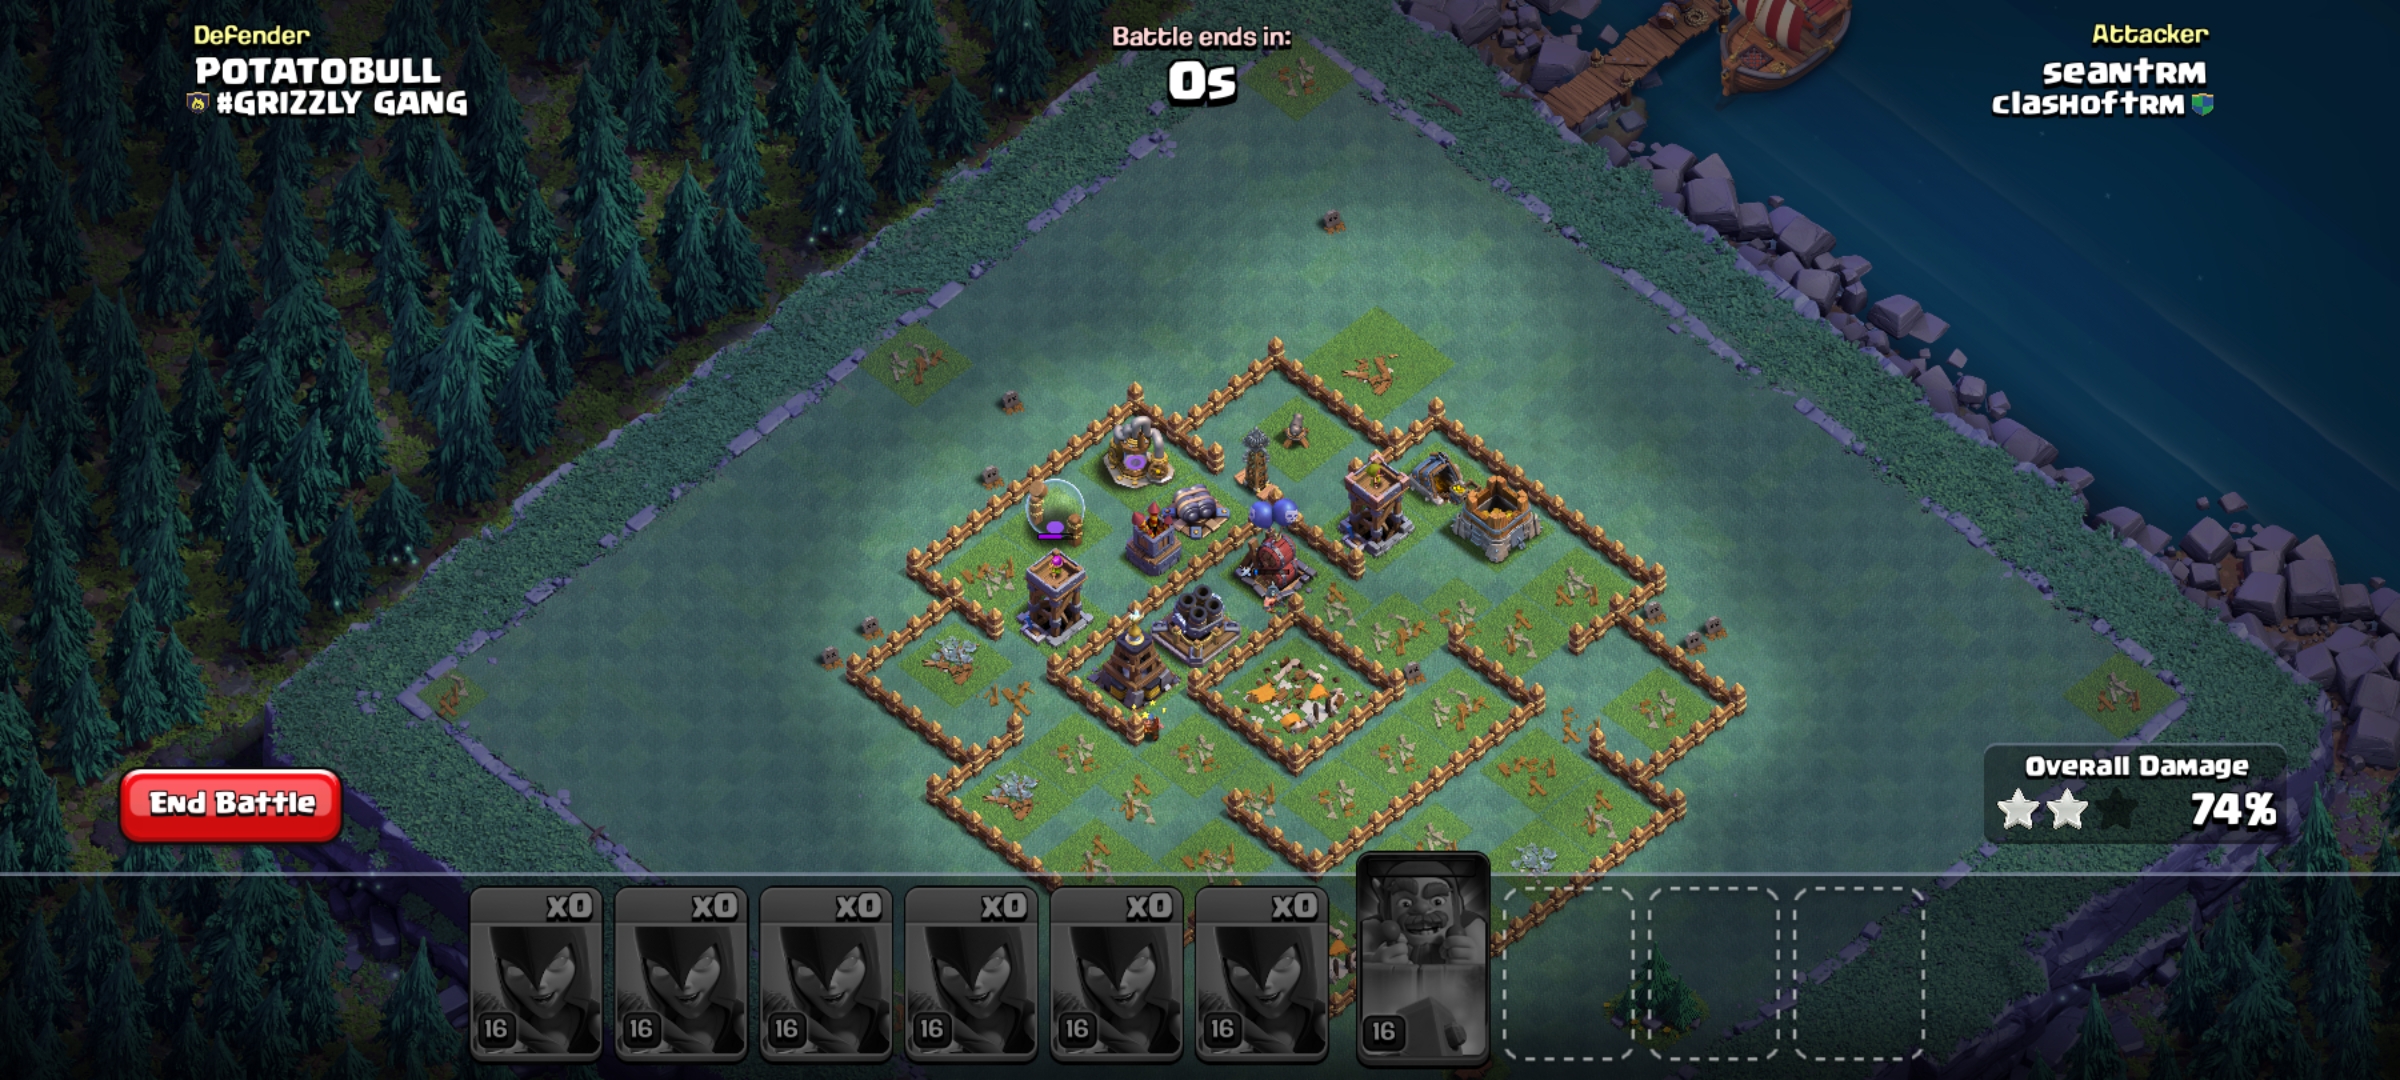 Defender
POTATOBULL
#GRIZZLY GANG
Battle ends in:
0s
Attacker
seantRM
clashoftRM
End Battle
Overall Damage
74%
x0 x0 x0 x0 x0 x0
16 16 16 16 16 16 16